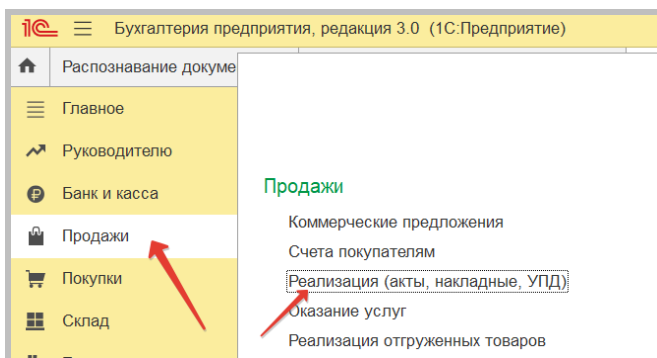 1С Бухгалтерия предприятия, редакция 3.0 (1С:Предприятие)
Распознавание докуме
Главное
Руководителю
Банк и касса
Продажи
Покупки
Склад
Продажи
Коммерческие предложения
Счета покупателям
Реализация (акты, накладные, УПД)
Оказание услуг
Реализация отгруженных товаров